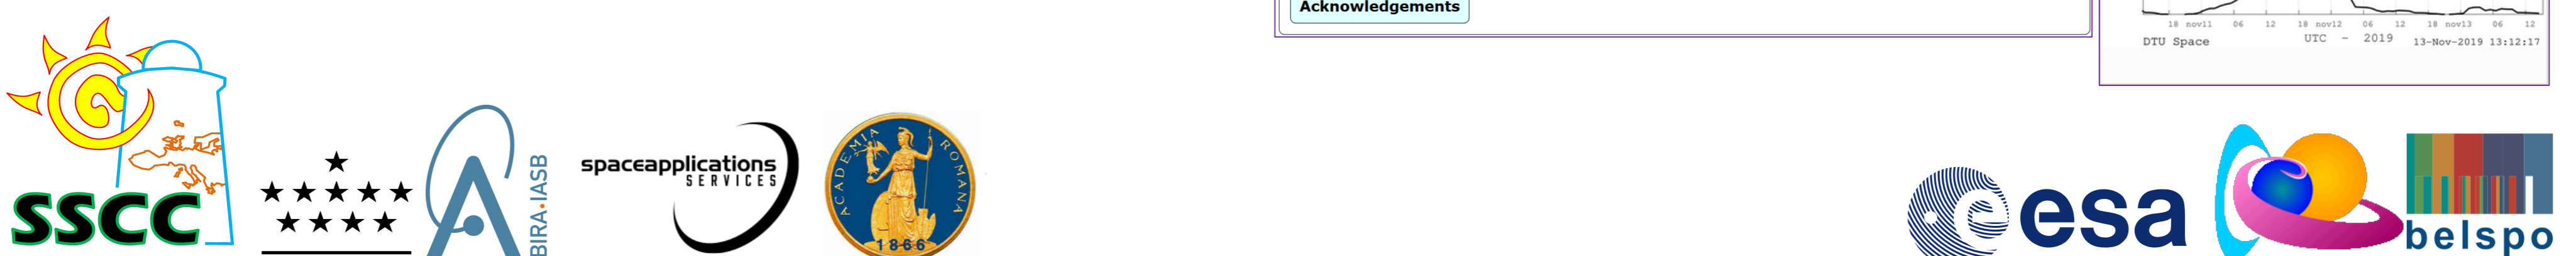 Acknowledgements
18 nov11 06 12 18 nov12 06 12 18 nov13 06 12
DTU Space UTC - 2019 13-Nov-2019 13:12:17
SSCC
BIRA•IASB
spaceapplications
SERVICES
ACADEMIA ROMANA
1866
esa
belspo